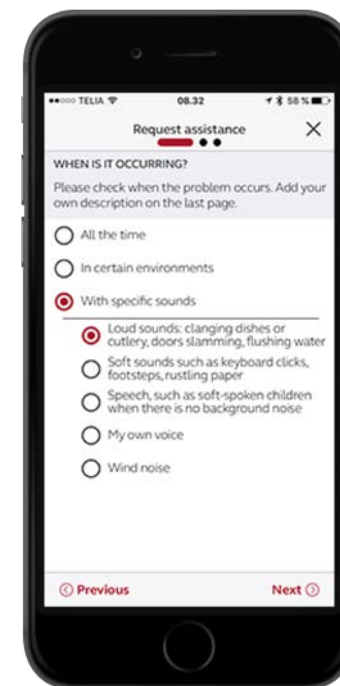 TELIA 08.32 58 %
Request assistance
WHEN IS IT OCCURRING?
Please check when the problem occurs. Add your
own description on the last page.
All the time
In certain environments
With specific sounds
Loud sounds: clanging dishes or
cutlery, doors slamming, flushing water
Soft sounds such as keyboard clicks,
footsteps, rustling paper
Speech, such as soft-spoken children
when there is no background noise
My own voice
Wind noise
Previous Next